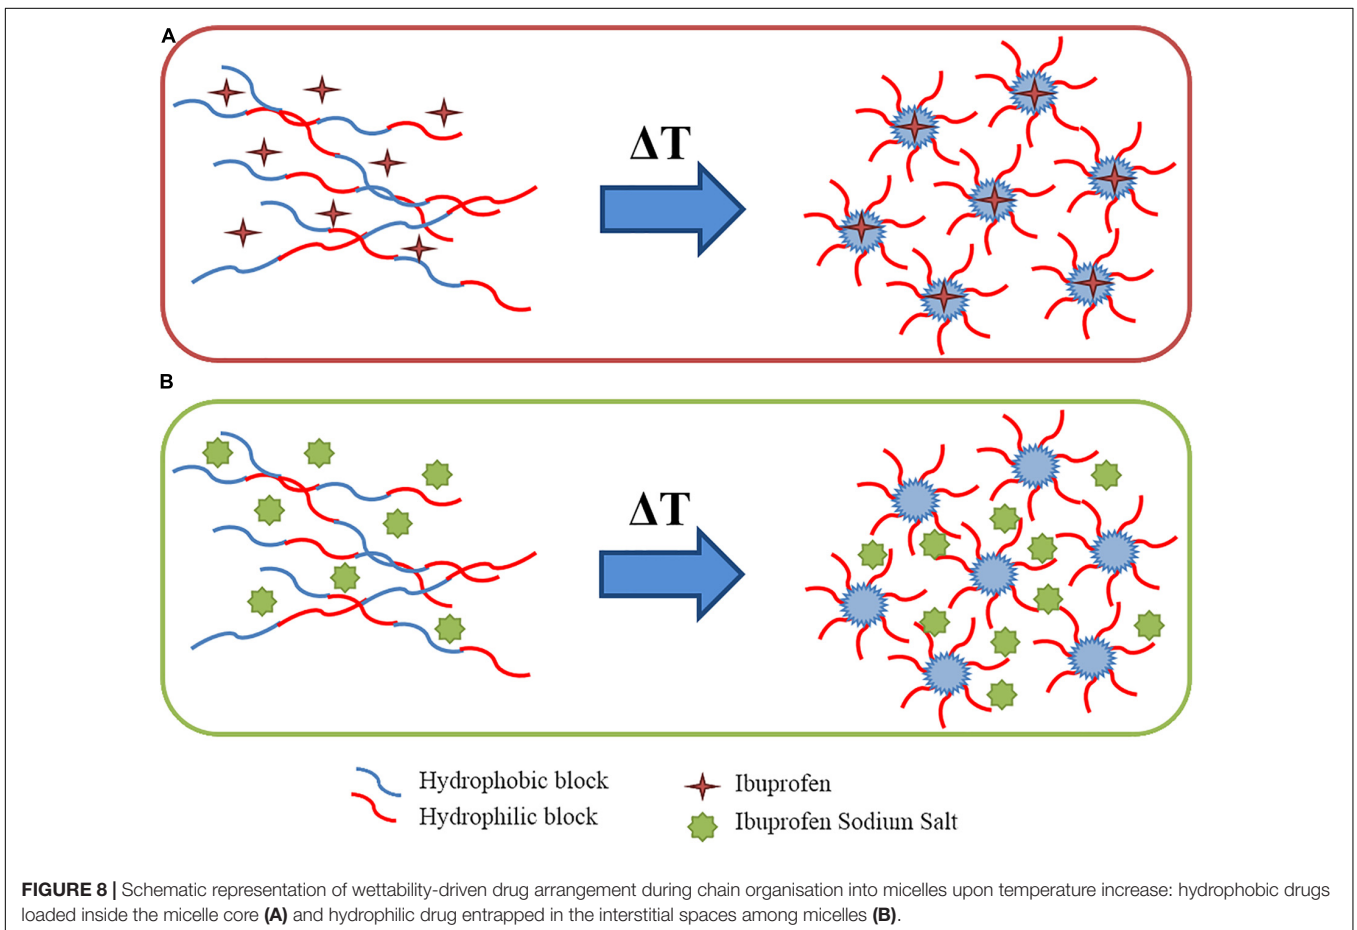 A
ΔT
B
ΔT
Hydrophobic block
Hydrophilic block
Ibuprofen
Ibuprofen Sodium Salt
FIGURE 8 | Schematic representation of wettability-driven drug arrangement during chain organisation into micelles upon temperature increase: hydrophobic drugs
loaded inside the micelle core (A) and hydrophilic drug entrapped in the interstitial spaces among micelles (B).